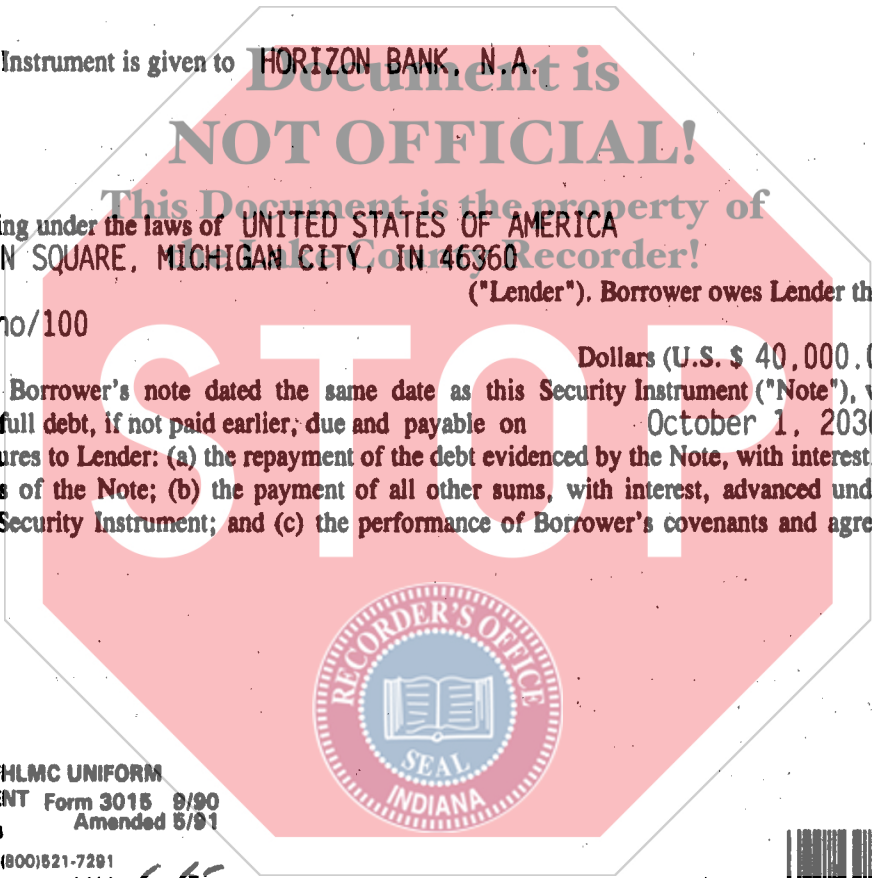 Instrument is given to HORIZON BANK, N.A.
Document is
NOT OFFICIAL!
This Document is the property of
the Lake County Recorder!
ing under the laws of UNITED STATES OF AMERICA
N SQUARE, MICHIGAN CITY, IN 46360
("Lender"). Borrower owes Lender th
no/100
Dollars (U.S. $ 40,000.0
Borrower's note dated the same date as this Security Instrument ("Note"),
full debt, if not paid earlier, due and payable on October 1, 2030
ures to Lender: (a) the repayment of the debt evidenced by the Note, with interest
s of the Note; (b) the payment of all other sums, with interest, advanced und
Security Instrument; and (c) the performance of Borrower's covenants and agre
STOP
RECORDER'S OFFICE
SEAL
INDIANA
HLMC UNIFORM
NT Form 3015 9/90
Amended 5/91
(800)521-7291